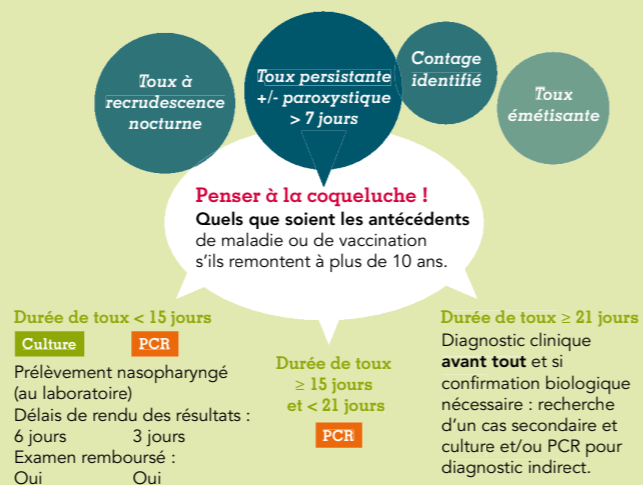 Toux à
recrudescence
nocturne
Toux persistante
+/- paroxystique
> 7 jours
Contage
identifié
Toux
émétisante
Penser à la coqueluche !
Quels que soient les antécédents
de maladie ou de vaccination
s'ils remontent à plus de 10 ans.
Durée de toux < 15 jours
Culture PCR
Prélèvement nasopharyngé
(au laboratoire)
Délais de rendu des résultats :
6 jours 3 jours
Examen remboursé :
Oui Oui
Durée de toux
≥ 15 jours
et < 21 jours
PCR
Durée de toux ≥ 21 jours
Diagnostic clinique
avant tout et si
confirmation biologique
nécessaire : recherche
d'un cas secondaire et
culture et/ou PCR pour
diagnostic indirect.